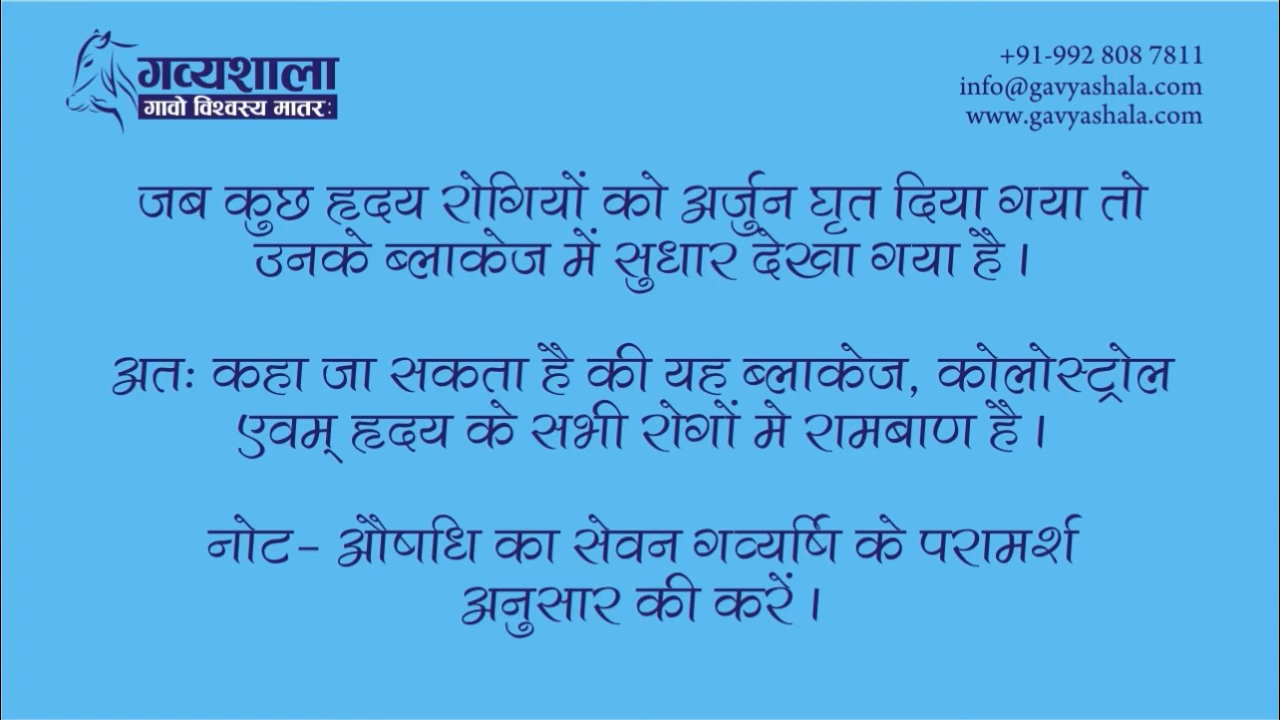 गव्यशाला
गावो विश्वस्य मातरः
+91-992 808 7811
info@gavyashala.com
www.gavyashala.com
जब कुछ हृदय रोगियों को अर्जुन घृत दिया गया तो
उनके ब्लाकेज में सुधार देखा गया है।
अतः कहा जा सकता है की यह ब्लाकेज, कोलोस्ट्रोल
एवम् हृदय के सभी रोगों मे रामबाण है।
नोट- औषधि का सेवन गव्यर्षि के परामर्श
अनुसार की करें।